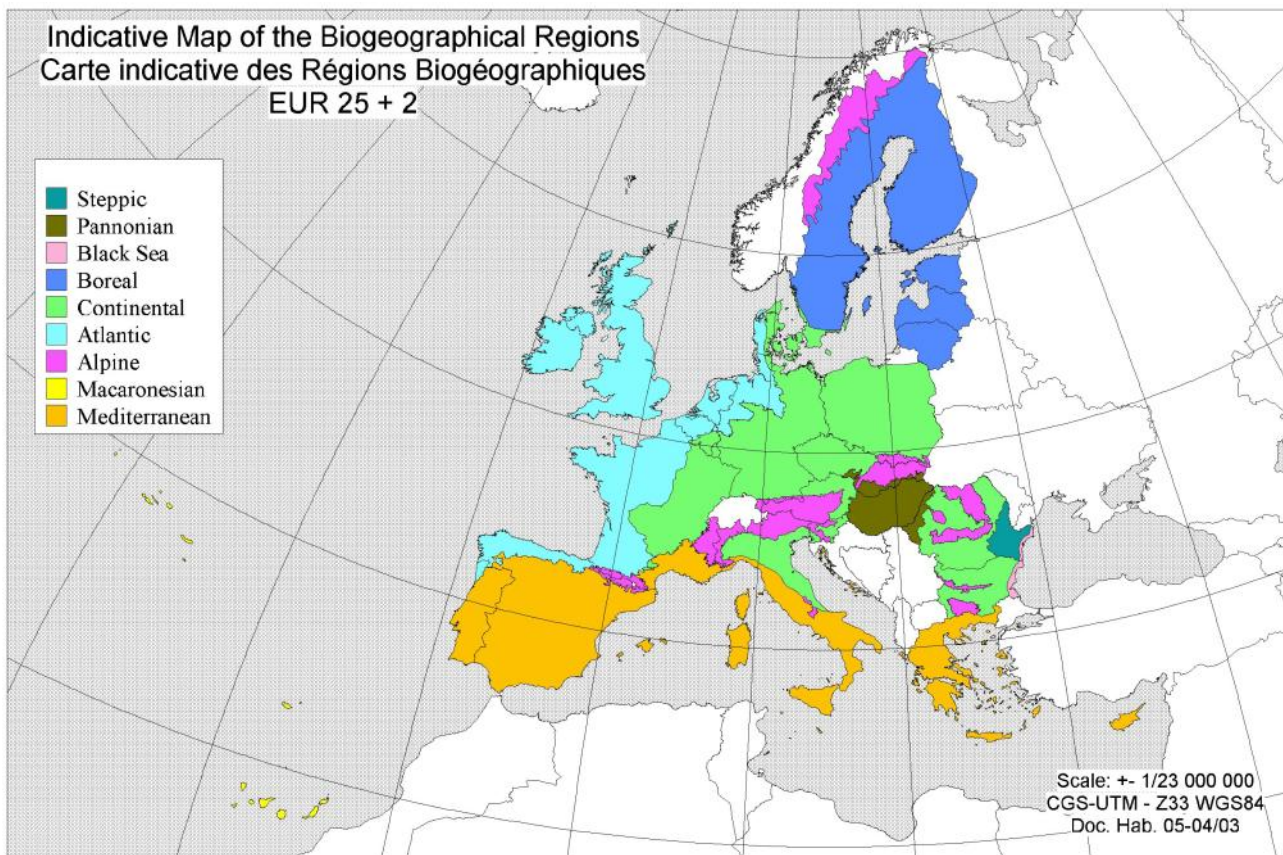 Indicative Map of the Biogeographical Regions
Carte indicative des Régions Biogéographiques
EUR 25 + 2
Steppic
Pannonian
Black Sea
Boreal
Continental
Atlantic
Alpine
Macaronesian
Mediterranean
Scale: +- 1/23 000 000
CGS-UTM - Z33 WGS84
Doc. Hab. 05-04/03